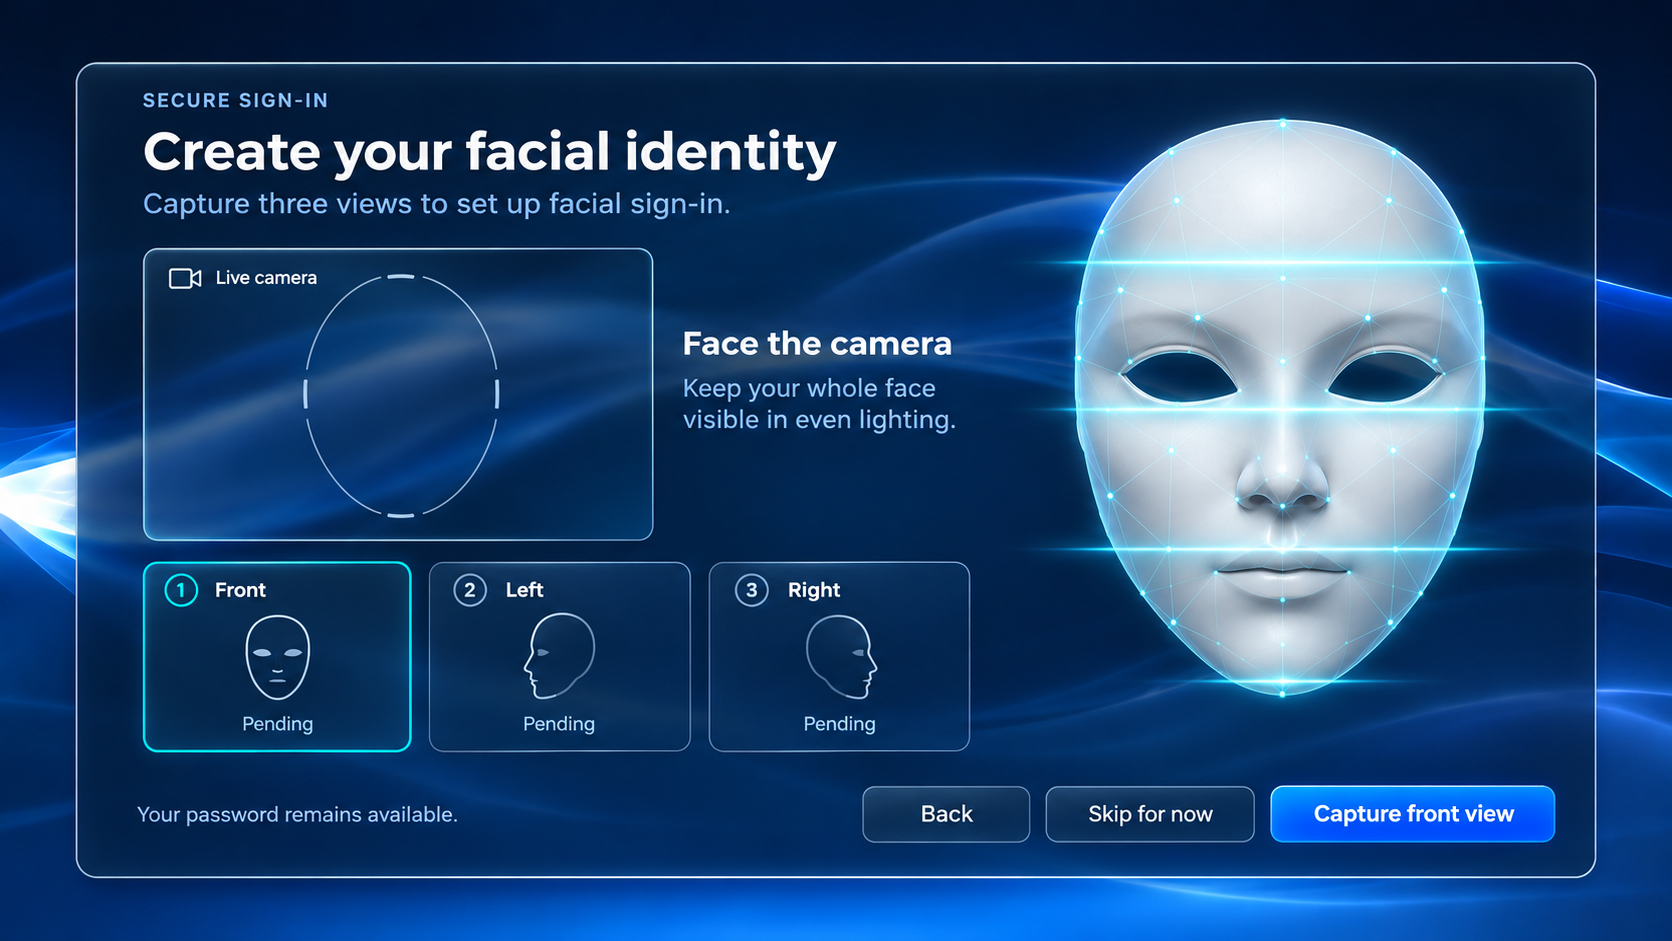 SECURE SIGN-IN
Create your facial identity
Capture three views to set up facial sign-in.
Live camera
Face the camera
Keep your whole face
visible in even lighting.
1 Front
Pending
2 Left
Pending
3 Right
Pending
Your password remains available.
Back
Skip for now
Capture front view